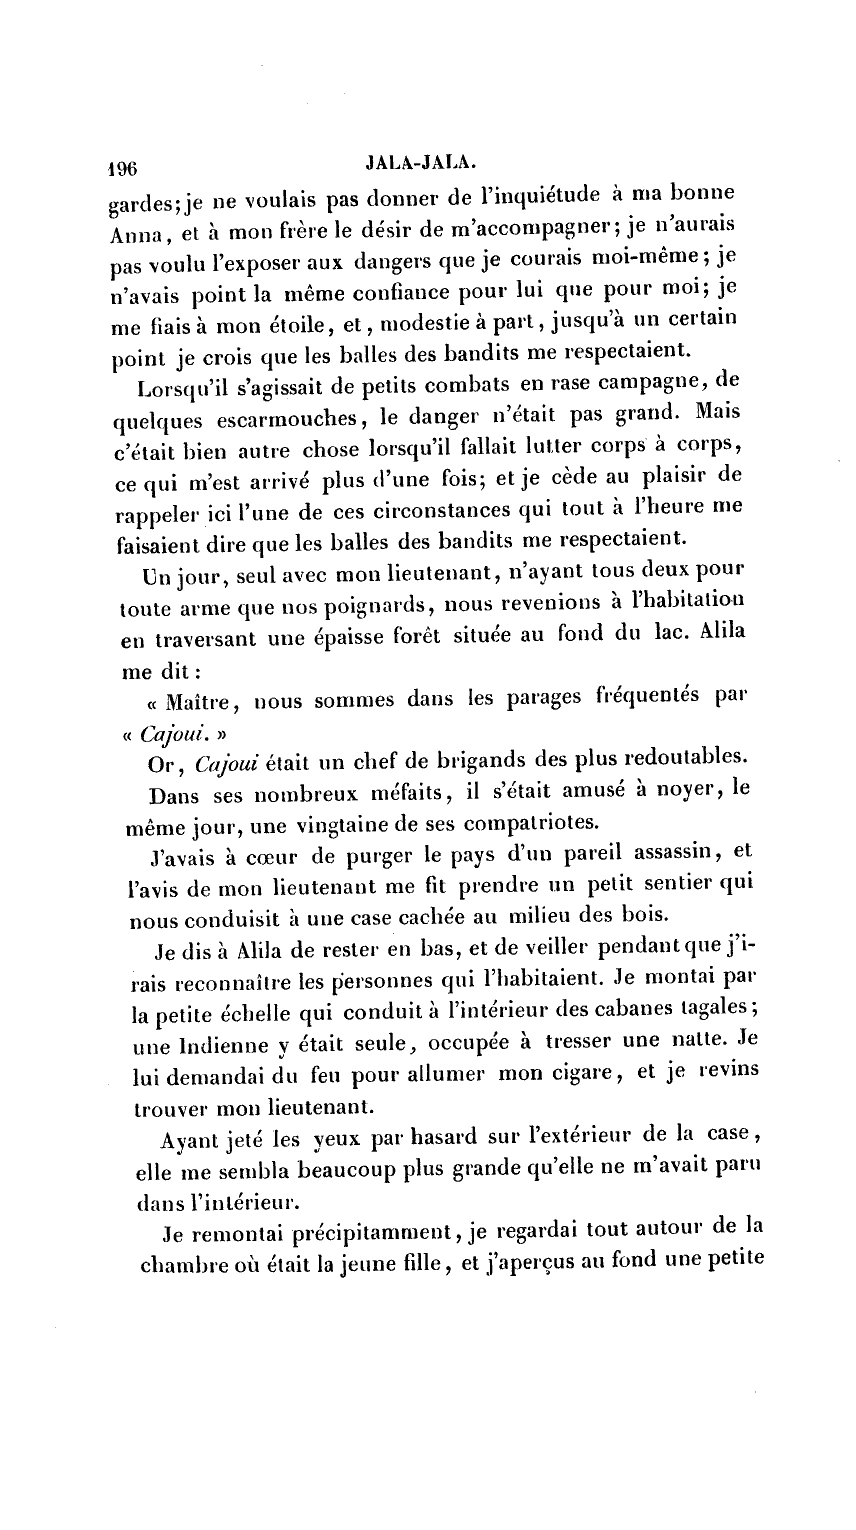 196 JALA-JALA.
gardes; je ne voulais pas donner de l'inquiétude à ma bonne
Anna, et à mon frère le désir de m'accompagner; je n'aurais
pas voulu l'exposer aux dangers que je courais moi-même; je
n'avais point la même confiance pour lui que pour moi; je
me fiais à mon étoile, et, modestie à part, jusqu'à un certain
point je crois que les balles des bandits me respectaient.
Lorsqu'il s'agissait de petits combats en rase campagne, de
quelques escarmouches, le danger n'était pas grand. Mais
c'était bien autre chose lorsqu'il fallait lutter corps à corps,
ce qui m'est arrivé plus d'une fois; et je cède au plaisir de
rappeler ici l'une de ces circonstances qui tout à l'heure me
faisaient dire que les balles des bandits me respectaient.
Un jour, seul avec mon lieutenant, n'ayant tous deux pour
toute arme que nos poignards, nous revenions à l'habitation
en traversant une épaisse forêt située au fond du lac. Alila
me dit :
« Maître, nous sommes dans les parages fréquentés par
« Cajoui. »
Or, Cajoui était un chef de brigands des plus redoutables.
Dans ses nombreux méfaits, il s'était amusé à noyer, le
même jour, une vingtaine de ses compatriotes.
J'avais à cœur de purger le pays d'un pareil assassin, et
l'avis de mon lieutenant me fit prendre un petit sentier qui
nous conduisit à une case cachée au milieu des bois.
Je dis à Alila de rester en bas, et de veiller pendant que j'i-
rais reconnaître les personnes qui l'habitaient. Je montai par
la petite échelle qui conduit à l'intérieur des cabanes tagales;
une Indienne y était seule, occupée à tresser une natte. Je
lui demandai du feu pour allumer mon cigare, et je revins
trouver mon lieutenant.
Ayant jeté les yeux par hasard sur l'extérieur de la case,
elle me sembla beaucoup plus grande qu'elle ne m'avait paru
dans l'intérieur.
Je remontai précipitamment, je regardai tout autour de la
chambre où était la jeune fille, et j'aperçus au fond une petite